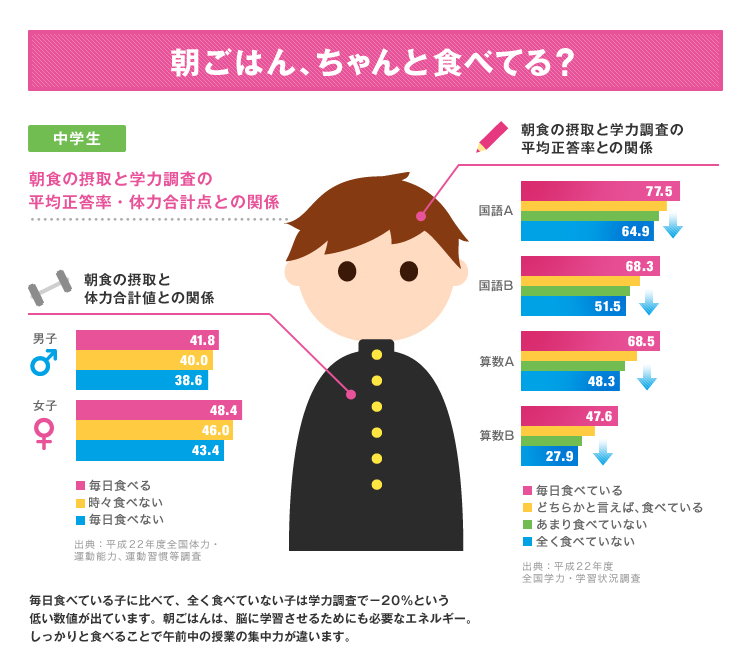 朝ごはん、ちゃんと食べてる?
中学生
朝食の摂取と学力調査の
平均正答率・体力合計点との関係
朝食の摂取と
体力合計値との関係
男子
41.8
40.0
38.6
女子
48.4
46.0
43.4
毎日食べる
時々食べない
毎日食べない
出典:平成22年度全国体力・
運動能力、運動習慣等調査
朝食の摂取と学力調査の
平均正答率との関係
国語A
77.5
64.9
国語B
68.3
51.5
算数A
68.5
48.3
算数B
47.6
27.9
毎日食べている
どちらかと言えば、食べている
あまり食べていない
全く食べていない
出典:平成22年度
全国学力・学習状況調査
毎日食べている子に比べて、全く食べていない子は学力調査で−20%という
低い数値が出ています。朝ごはんは、脳に学習させるためにも必要なエネルギー。
しっかりと食べることで午前中の授業の集中力が違います。